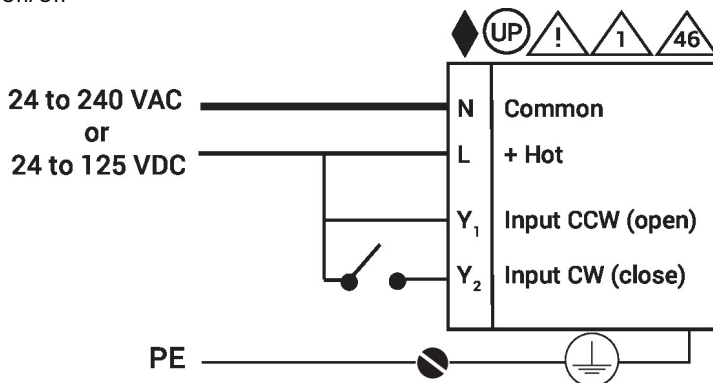 UP ! 1 46
24 to 240 VAC
or
24 to 125 VDC
N Common
L + Hot
Y1 Input CCW (open)
Y2 Input CW (close)
PE